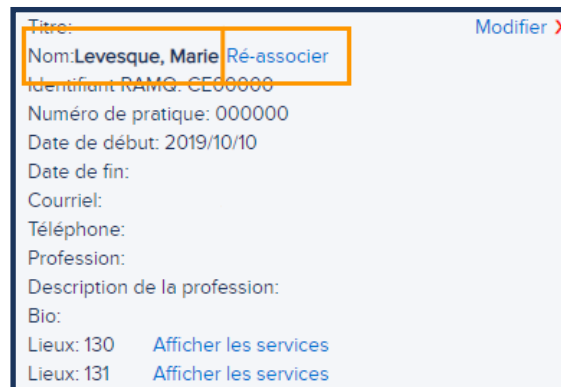 Titre: Modifier X
Nom:Levesque, Marie Ré-associer
Identifiant RAMQ: CE00000
Numéro de pratique: 000000
Date de début: 2019/10/10
Date de fin:
Courriel:
Téléphone:
Profession:
Description de la profession:
Bio:
Lieux: 130 Afficher les services
Lieux: 131 Afficher les services